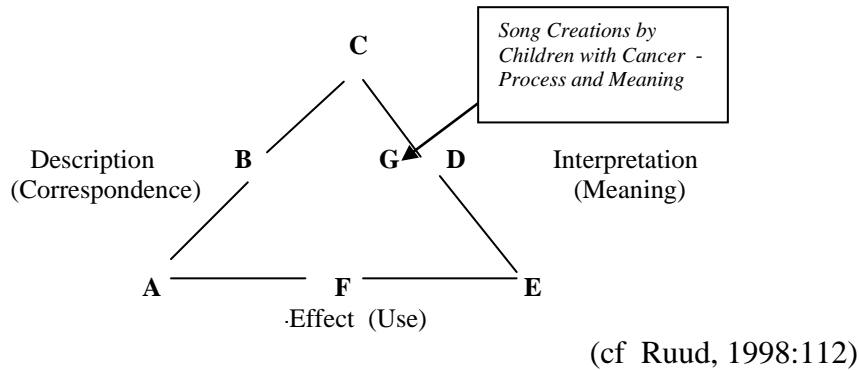 Song Creations by
Children with Cancer -
Process and Meaning
C
Description
(Correspondence)
B
G
D
Interpretation
(Meaning)
A
F
E
Effect (Use)
(cf Ruud, 1998:112)